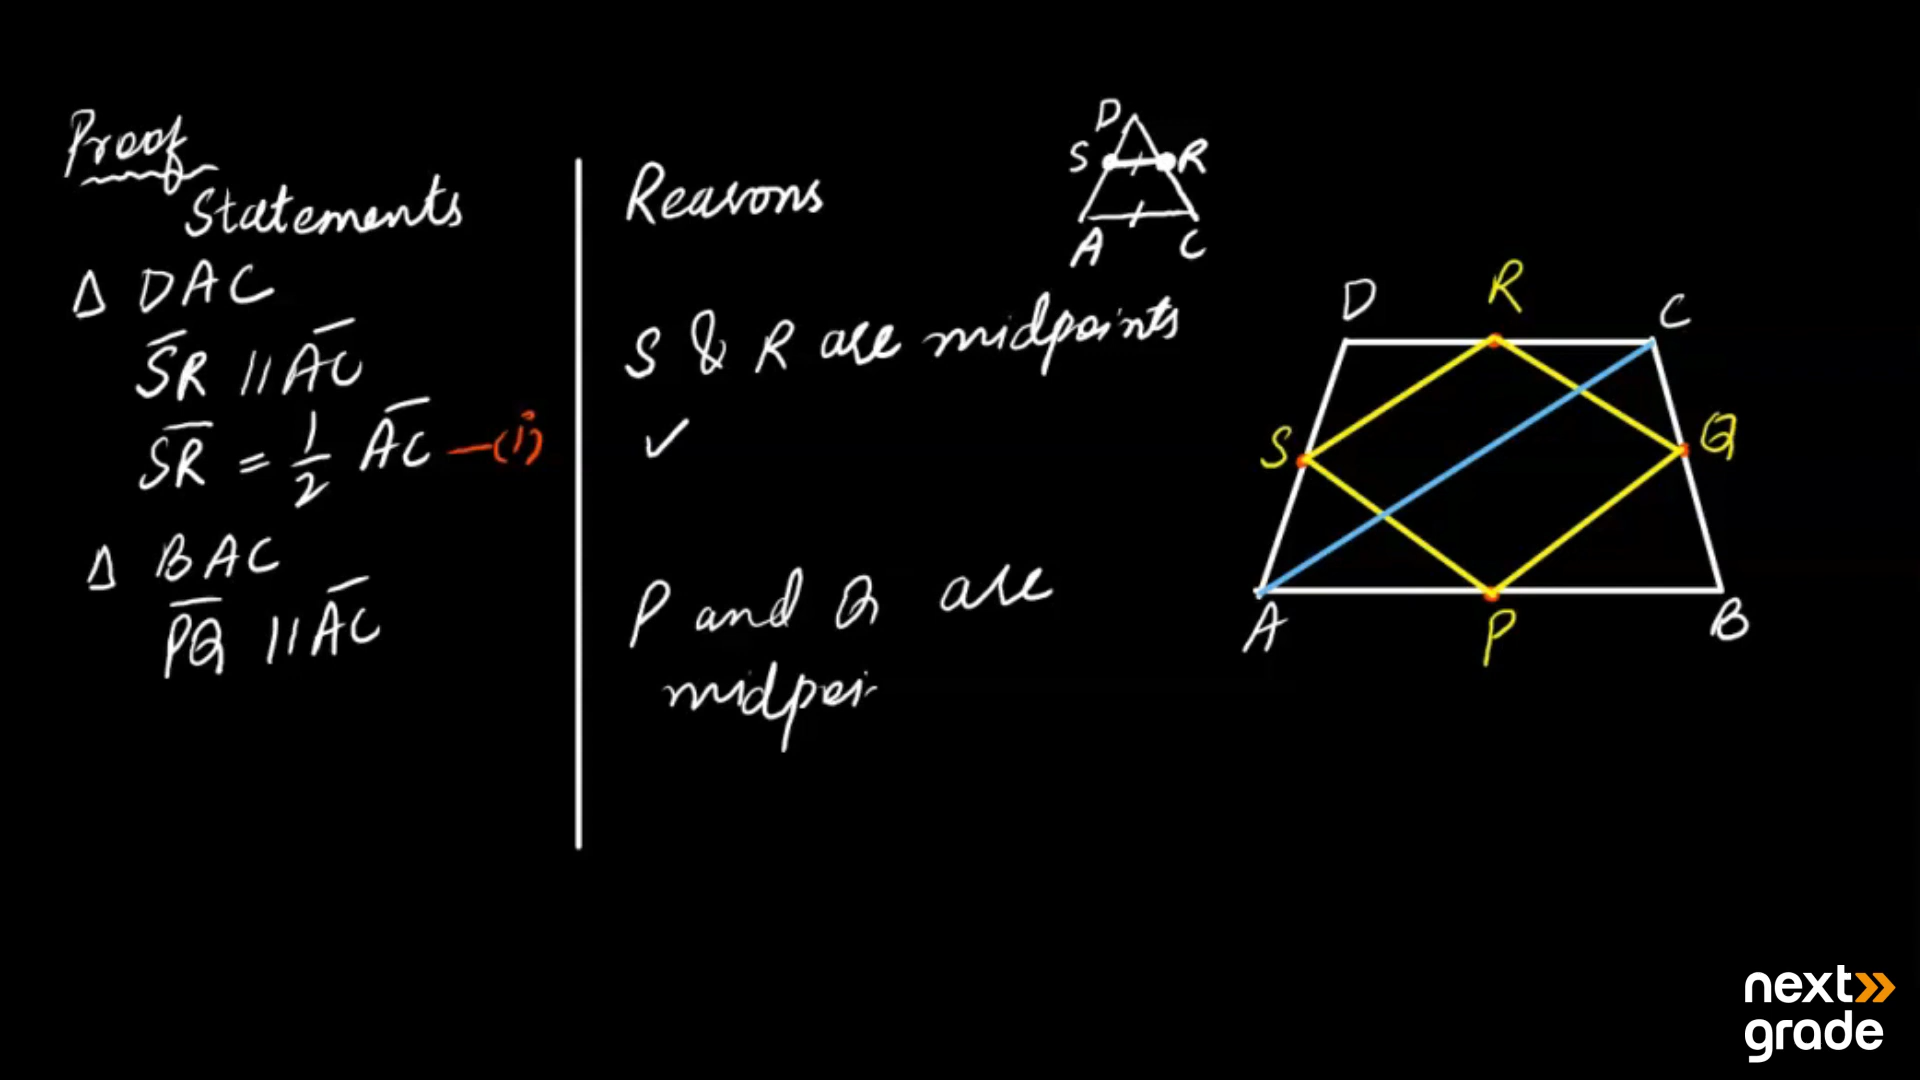 Proof
Statements
Reasons
Δ DAC
SR || AC
S & R are midpoints
SR = 1/2 AC —(i)
✓
Δ BAC
PQ || AC
P and Q are
midpoi
D
S R
A C
D R C
S Q
A P B
next
grade